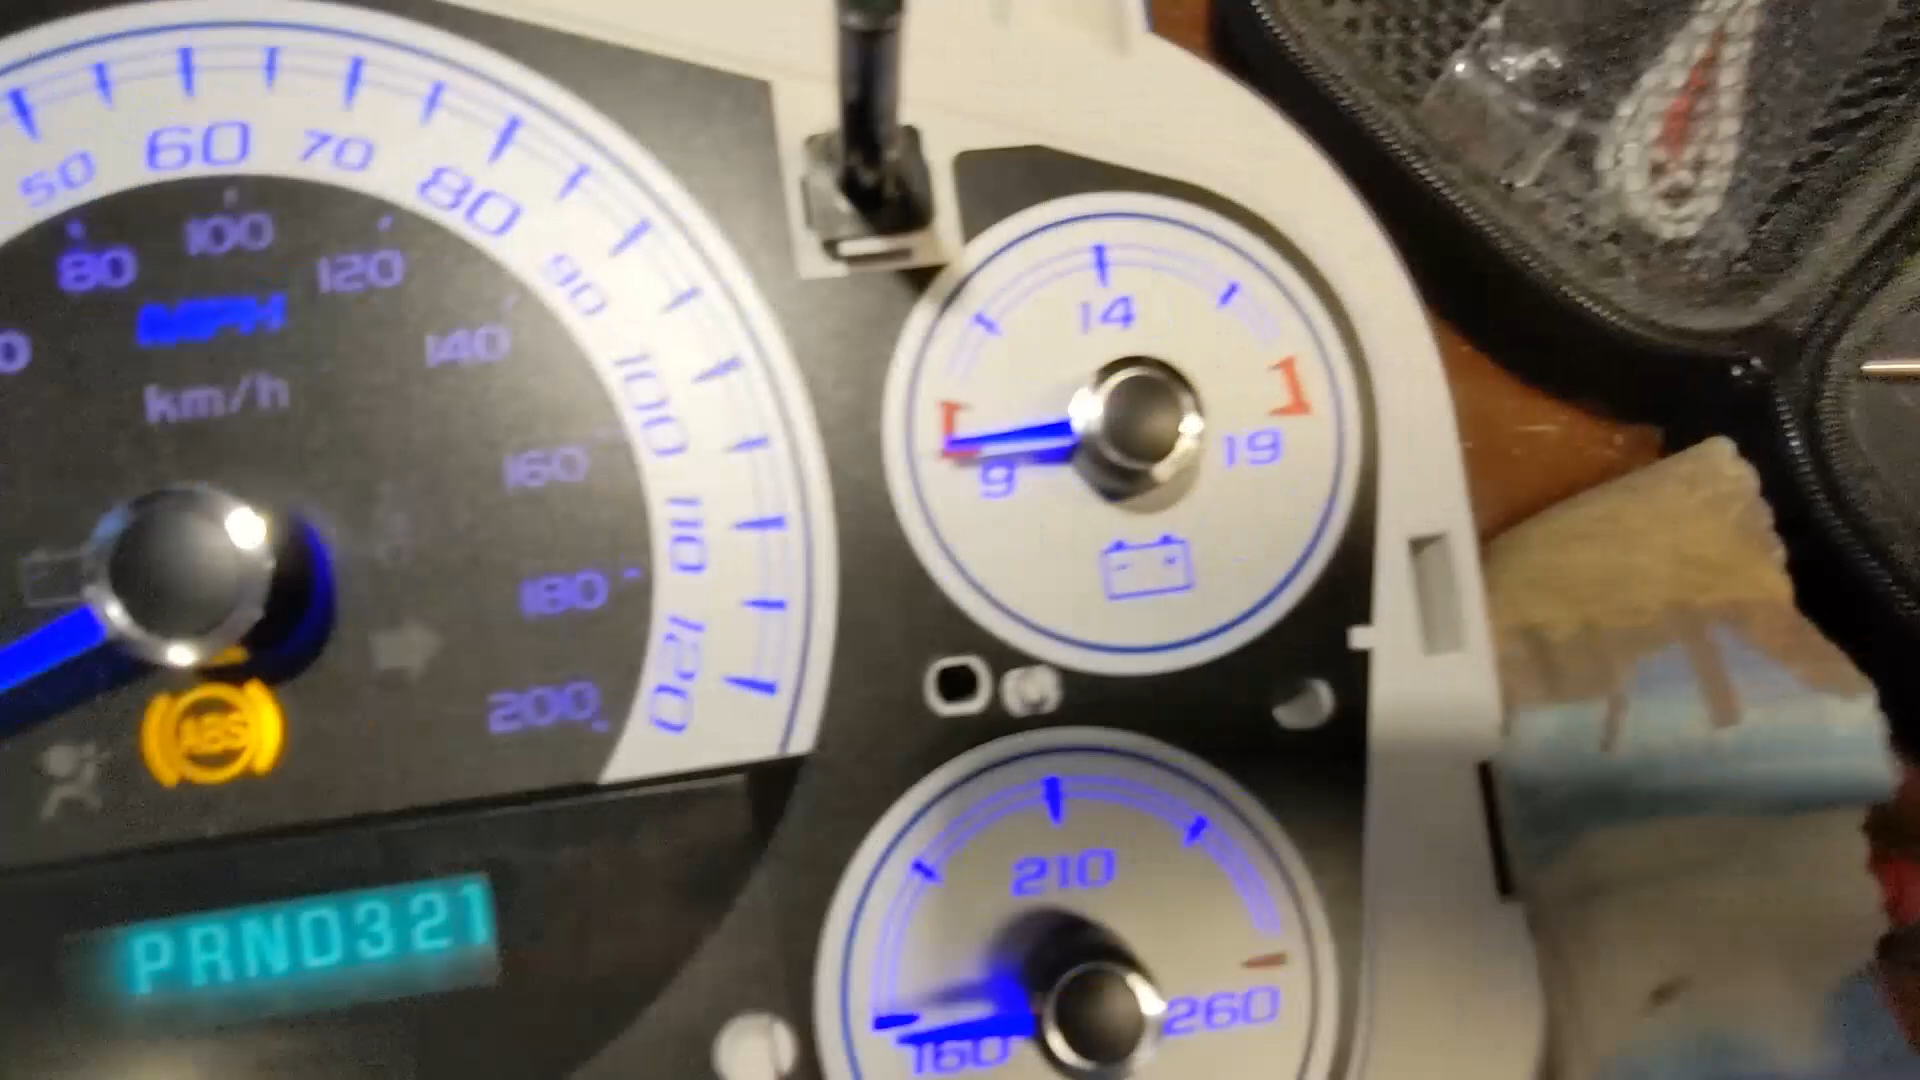 50 60 70 80 90 100 110 120
80 100 120 140 160 180 200
MPH
km/h
ABS
PRND321
9 14 19
160 210 260